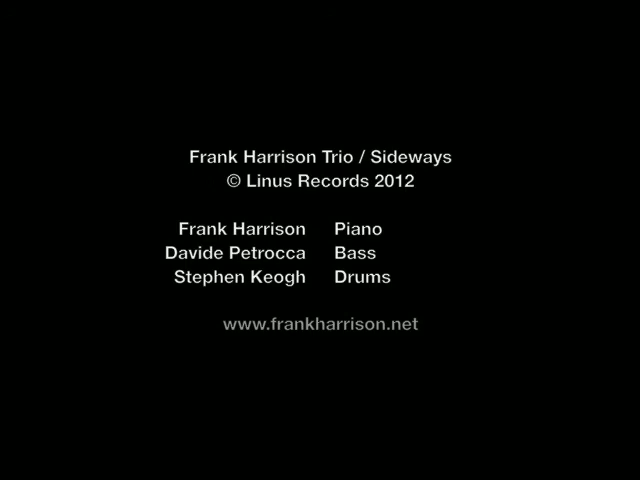 Frank Harrison Trio / Sideways
© Linus Records 2012
Frank Harrison Piano
Davide Petrocca Bass
Stephen Keogh Drums
www.frankharrison.net